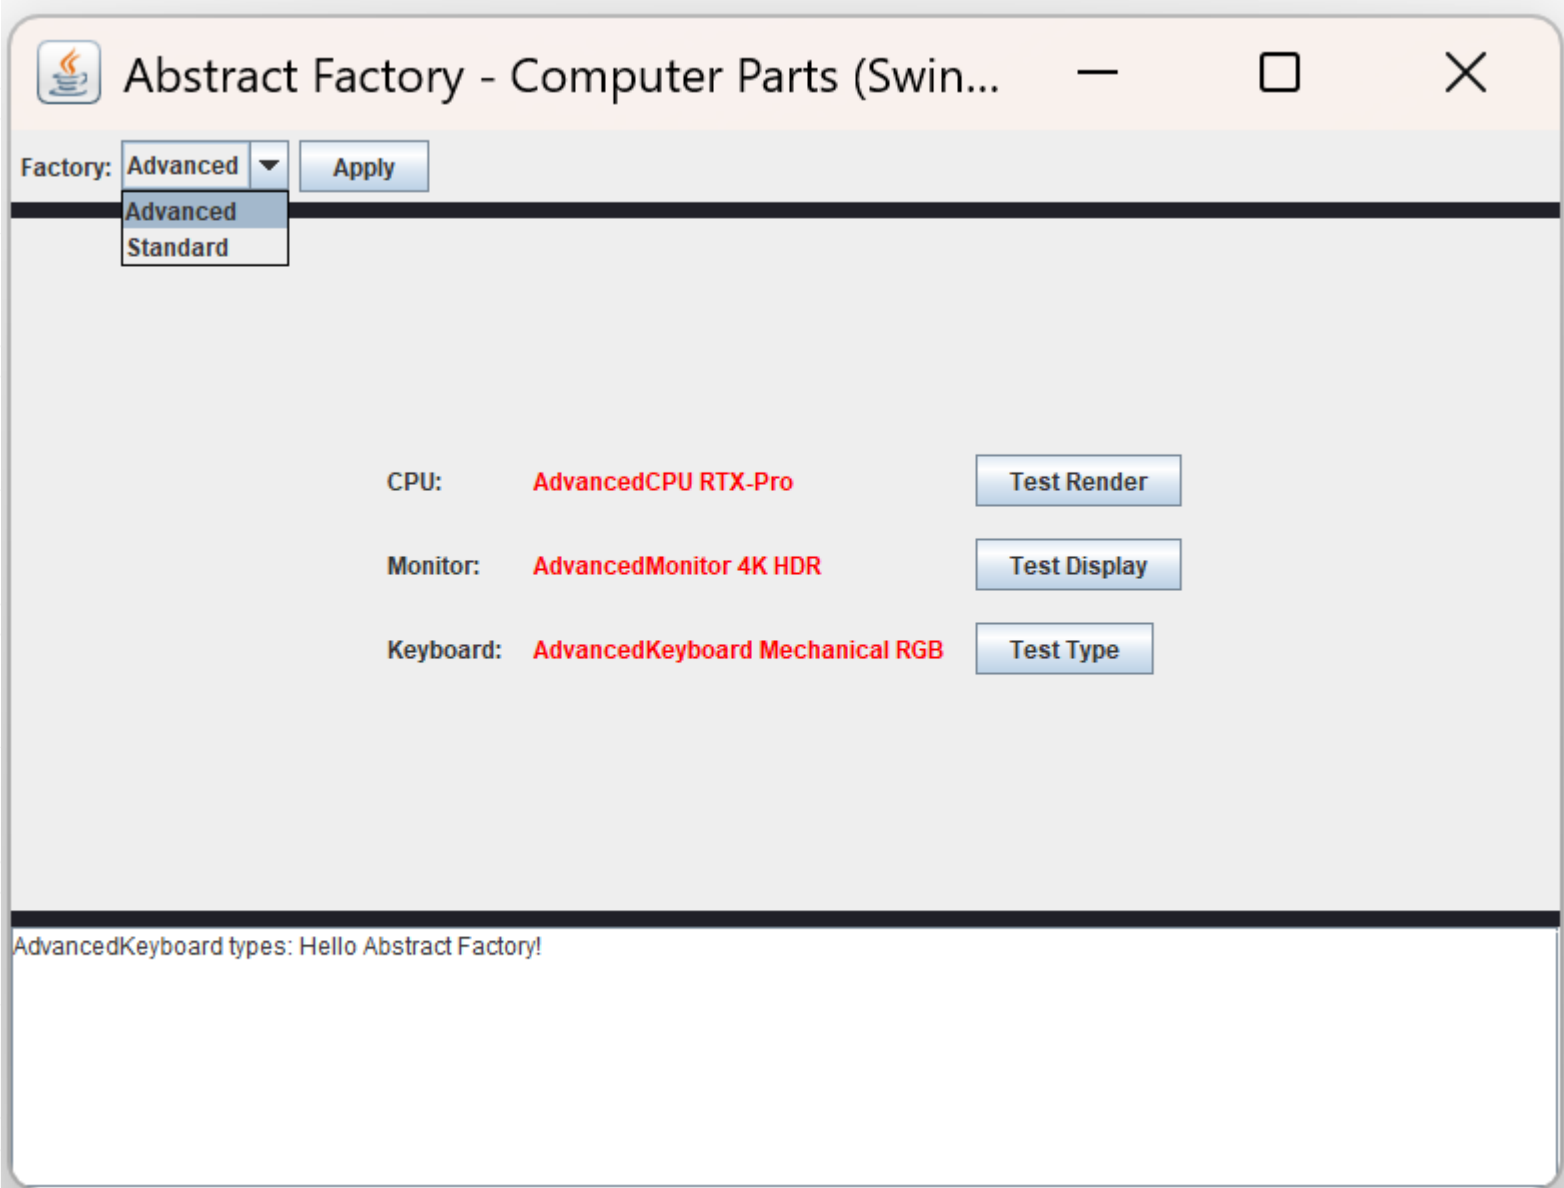 Abstract Factory - Computer Parts (Swin...
Factory: Advanced Apply
Advanced
Standard
CPU: AdvancedCPU RTX-Pro Test Render
Monitor: AdvancedMonitor 4K HDR Test Display
Keyboard: AdvancedKeyboard Mechanical RGB Test Type
AdvancedKeyboard types: Hello Abstract Factory!